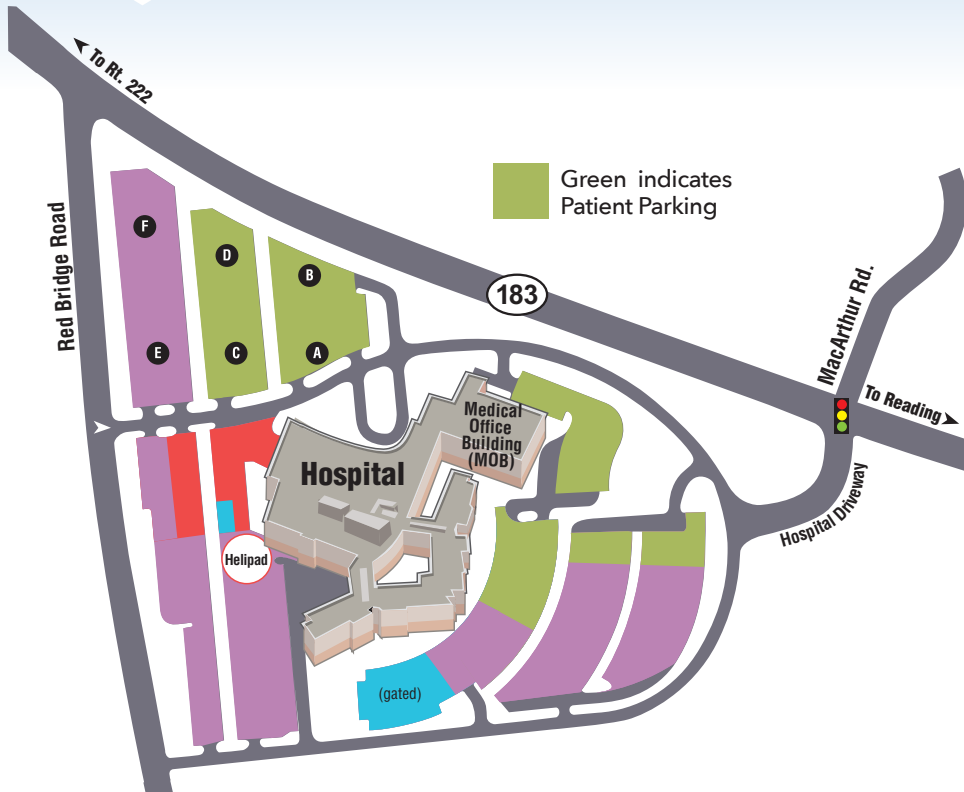 To Rt. 222
Green indicates
Patient Parking
Red Bridge Road
F
D
B
E
C
A
183
MacArthur Rd.
To Reading
Medical
Office
Building
(MOB)
Hospital
Hospital Driveway
Helipad
(gated)